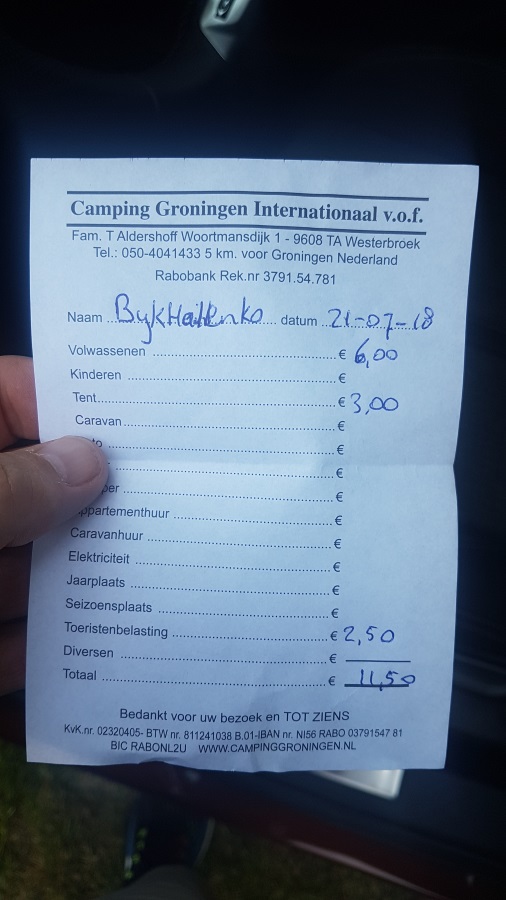 Camping Groningen Internationaal v.o.f.
Fam. T Aldershoff Woortmansdijk 1 - 9608 TA Westerbroek
Tel.: 050-4041433 5 km. voor Groningen Nederland
Rabobank Rek.nr 3791.54.781
Naam ........ datum ..21-07-18
Volwassenen ........ € 6,00
Kinderen ........ €
Tent........ € 3,00
Caravan ........ €
to ........ €
........ €
per ........ €
appartementhuur ........ €
Caravanhuur ........ €
Elektriciteit ........ €
Jaarplaats ........ €
Seizoensplaats ........ €
Toeristenbelasting ........ € 2,50
Diversen ........ €
Totaal ........ € 11,50
Bedankt voor uw bezoek en TOT ZIENS
KvK.nr. 02320405- BTW nr. 811241038 B.01-IBAN nr. NI56 RABO 03791547 81
BIC RABONL2U WWW.CAMPINGGRONINGEN.NL